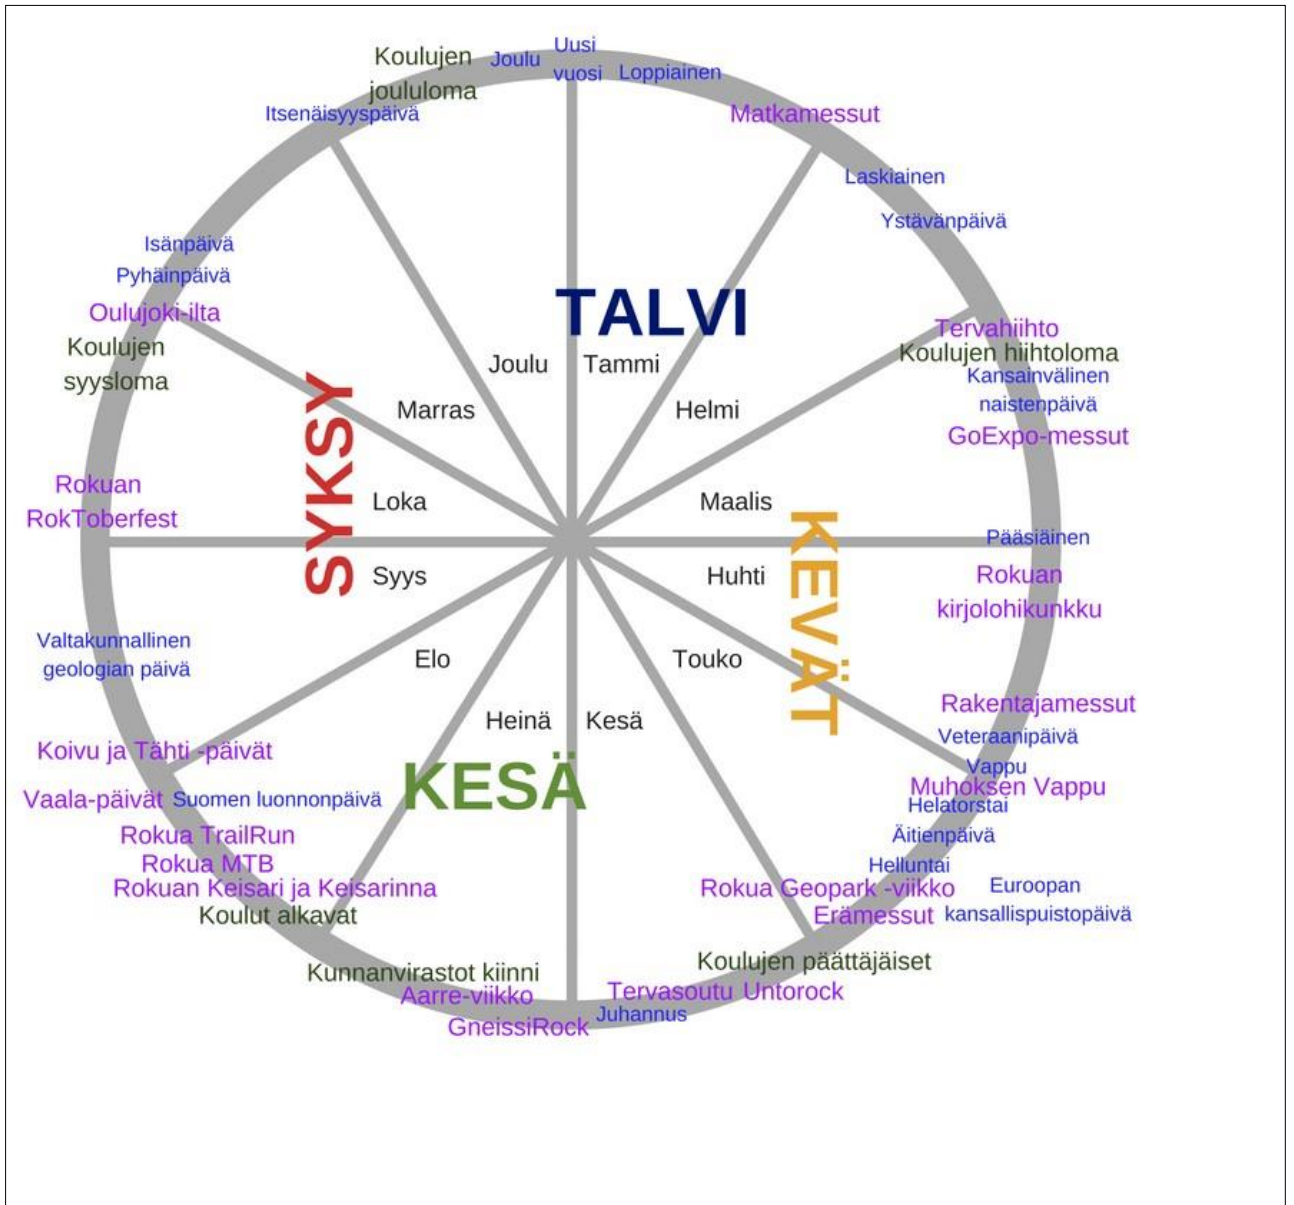 Uusi
vuosi
Loppiainen
Matkamessut
Laskiainen
Ystävänpäivä
Tervahiihto
Koulujen hiihtoloma
Kansainvälinen
naistenpäivä
GoExpo-messut
Pääsiäinen
Rokuan
kirjolohikunkku
Rakentajamessut
Veteraanipäivä
Vappu
Muhoksen Vappu
Helatorstai
Äitienpäivä
Helluntai
Rokua Geopark -viikko
Erämessut
Euroopan
kansallispuistopäivä
Koulujen päättäjäiset
Tervasoutu Untorock
Juhannus
GneissiRock
Aarre-viikko
Kunnanvirastot kiinni
Koulut alkavat
Rokuan Keisari ja Keisarinna
Rokua MTB
Rokua TrailRun
Suomen luonnonpäivä
Vaala-päivät
Koivu ja Tähti -päivät
Valtakunnallinen
geologian päivä
Rokuan
RokToberfest
Koulujen
syysloma
Oulujoki-ilta
Pyhäinpäivä
Isänpäivä
Itsenäisyyspäivä
Koulujen
joululoma
Joulu
TALVI
Tammi
Helmi
Maalis
KEVÄT
Huhti
Touko
Kesä
KESÄ
Heinä
Elo
Syys
SYKSY
Loka
Marras
Joulu